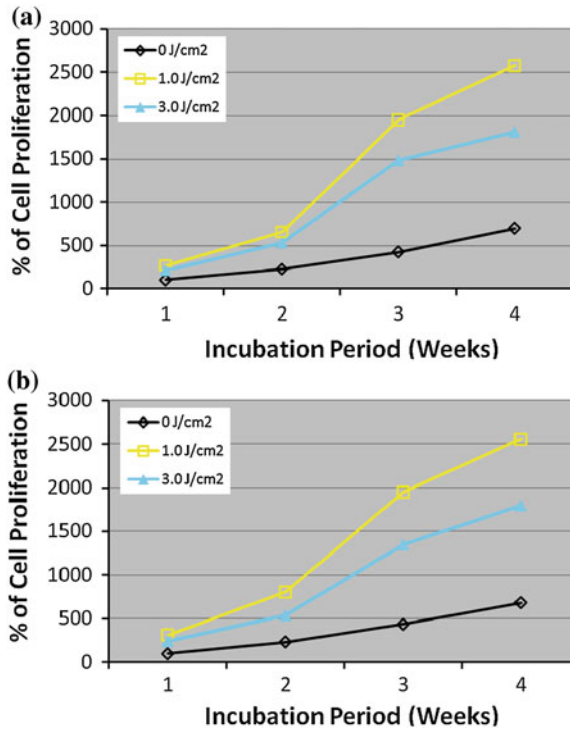 (a)
3000
2500
2000
1500
1000
500
0
% of Cell Proliferation
0 J/cm2
1.0 J/cm2
3.0 J/cm2
1 2 3 4
Incubation Period (Weeks)
(b)
3000
2500
2000
1500
1000
500
0
% of Cell Proliferation
0 J/cm2
1.0 J/cm2
3.0 J/cm2
1 2 3 4
Incubation Period (Weeks)